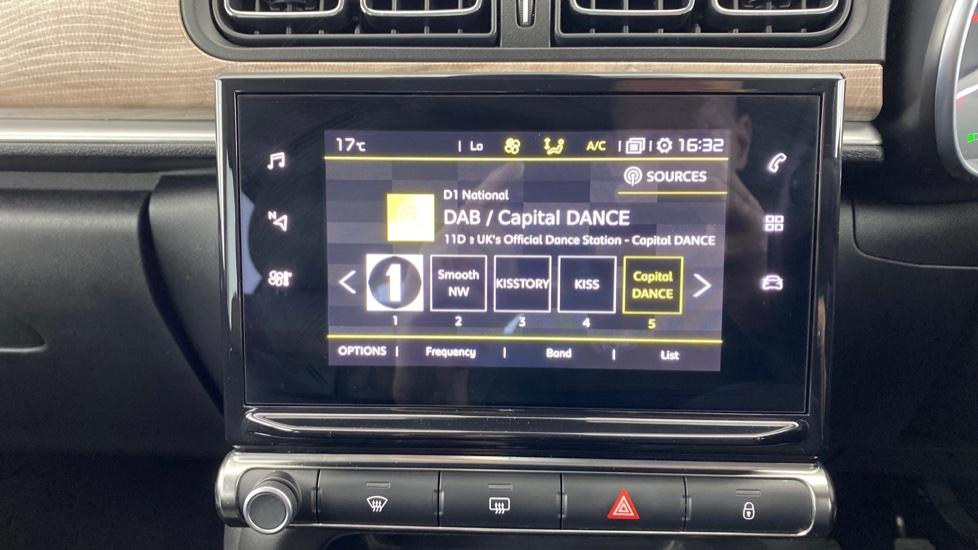 17°C Lo A/C 16:32
SOURCES
D1 National
DAB / Capital DANCE
11D e UK's Official Dance Station - Capital DANCE
1 Smooth NW KISSTORY KISS Capital DANCE
1 2 3 4 5
OPTIONS Frequency Band List
N